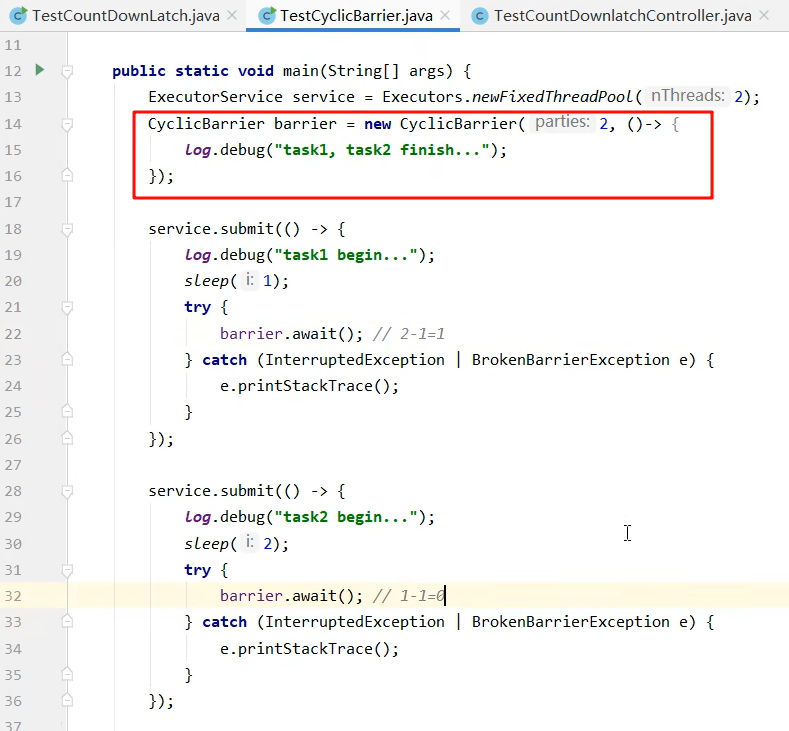 TestCountDownLatch.java × TestCyclicBarrier.java × TestCountDownlatchController.java ×
11
12 public static void main(String[] args) {
13 ExecutorService service = Executors.newFixedThreadPool( nThreads: 2);
14 CyclicBarrier barrier = new CyclicBarrier( parties: 2, ()-> {
15 log.debug("task1, task2 finish...");
16 });
17
18 service.submit(() -> {
19 log.debug("task1 begin...");
20 sleep( i: 1);
21 try {
22 barrier.await(); // 2-1=1
23 } catch (InterruptedException | BrokenBarrierException e) {
24 e.printStackTrace();
25 }
26 });
27
28 service.submit(() -> {
29 log.debug("task2 begin...");
30 sleep( i: 2);
31 try {
32 barrier.await(); // 1-1=0
33 } catch (InterruptedException | BrokenBarrierException e) {
34 e.printStackTrace();
35 }
36 });
37